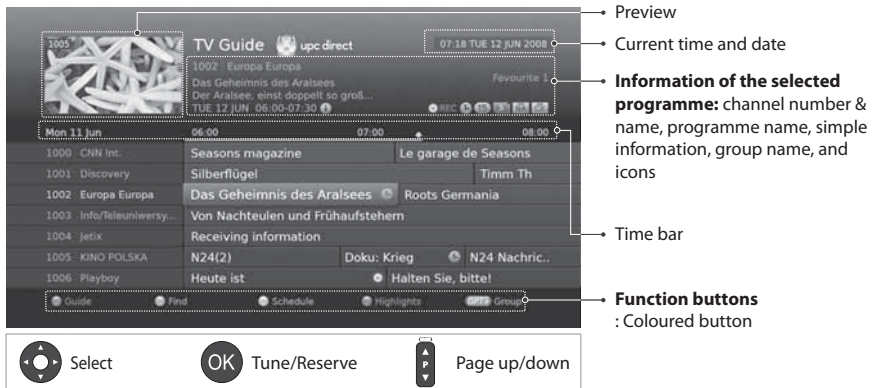 Preview
1005
TV Guide upc direct
07:18 TUE 12 JUN 2008
Current time and date
1002 Europa Europa
Favourite 1
Das Geheimnis des Aralsees
Der Aralsee, einst doppelt so groß...
TUE 12 JUN 06:00-07:30
REC
Information of the selected
programme: channel number &
name, programme name, simple
information, group name, and
icons
Mon 11 Jun 06:00 07:00 08:00
1000 CNN Int. Seasons magazine Le garage de Seasons
1001 Discovery Silberflügel Timm Th
1002 Europa Europa Das Geheimnis des Aralsees Roots Germania
1003 Info/Teleuniwersy... Von Nachteulen und Frühaufstehern
1004 Jetix Receiving information
Time bar
1005 KINO POLSKA N24(2) Doku: Krieg N24 Nachric..
1006 Playboy Heute ist Halten Sie, bitte!
Guide Find Schedule Highlights Group
Function buttons
: Coloured button
Select OK Tune/Reserve P Page up/down